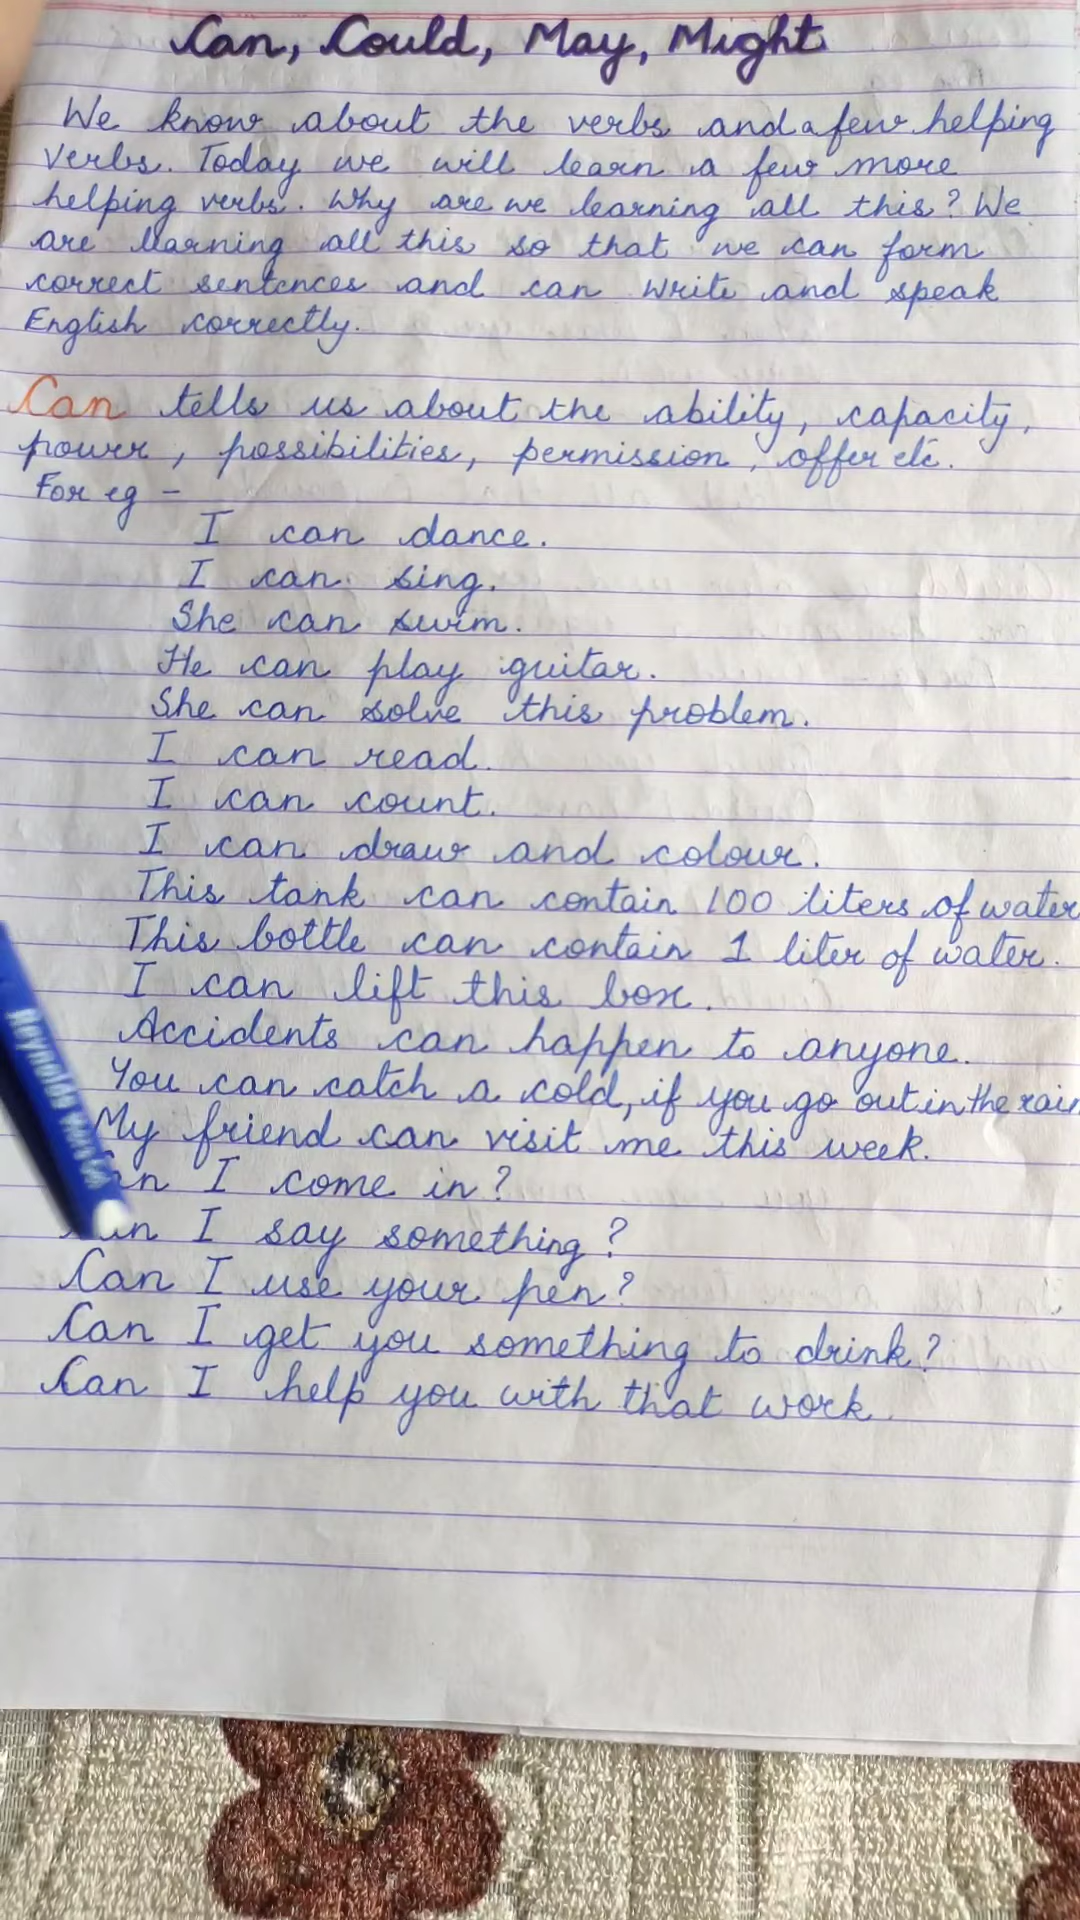 Can, Could, May, Might
We know about the verbs and a few helping
verbs. Today we will learn a few more
helping verbs. Why are we learning all this? We
are learning all this so that we can form
correct sentences and can write and speak
English correctly.
Can tells us about the ability, capacity,
power, possibilities, permission, offer etc.
For eg -
I can dance.
I can sing.
She can swim.
He can play guitar.
She can solve this problem.
I can read.
I can count.
I can draw and colour.
This tank can contain 100 liters of water
This bottle can contain 1 liter of water.
I can lift this box.
Accidents can happen to anyone.
You can catch a cold, if you go out in the rain
My friend can visit me this week.
an I come in?
an I say something?
Can I use your pen?
Can I get you something to drink?
Can I help you with that work.
Reynolds